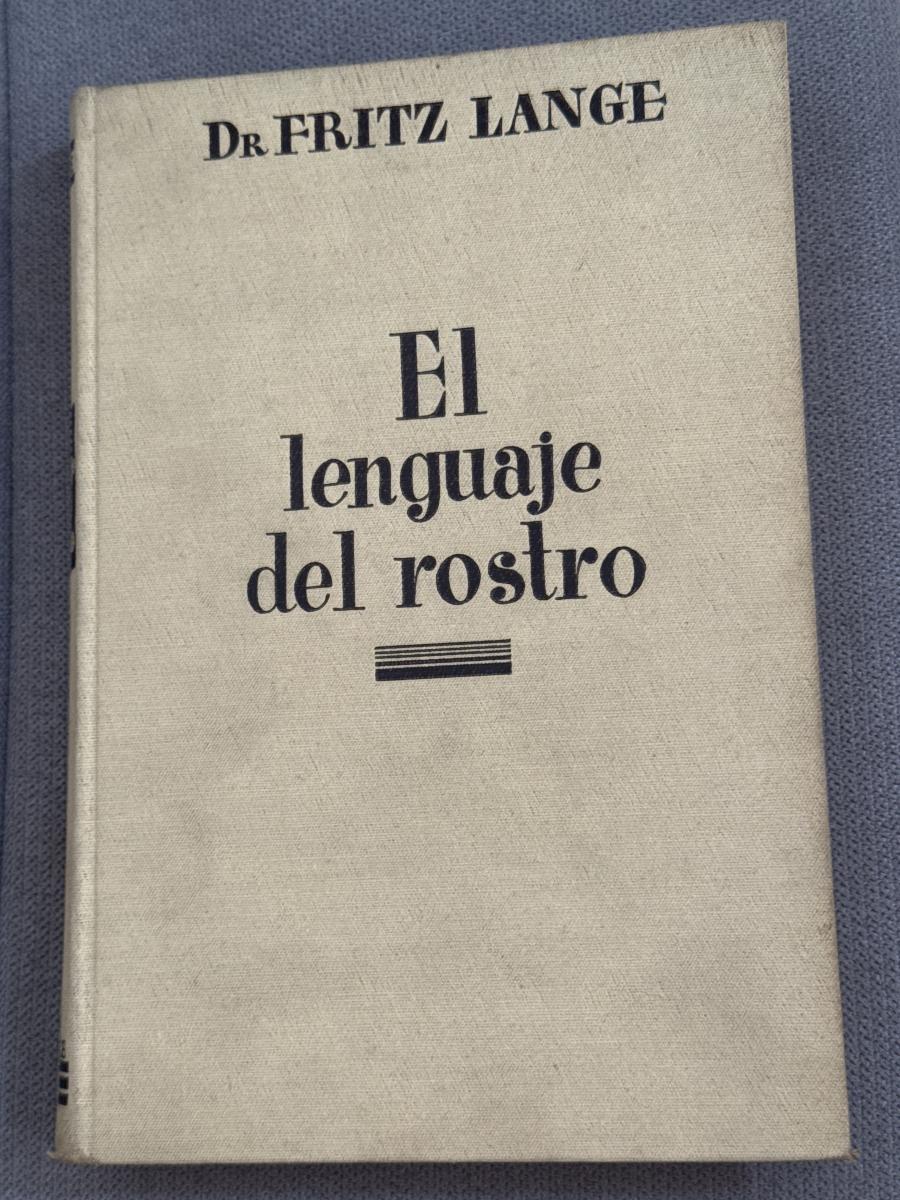 DR FRITZ LANGE
El
lenguaje
del rostro